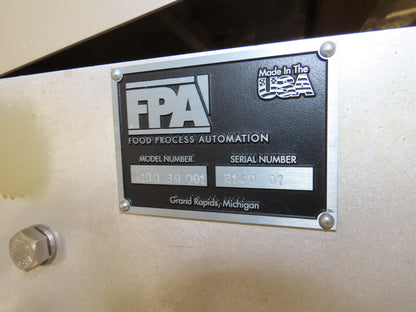 Made In The
USA
FPA
FOOD PROCESS AUTOMATION
MODEL NUMBER SERIAL NUMBER
Grand Rapids, Michigan